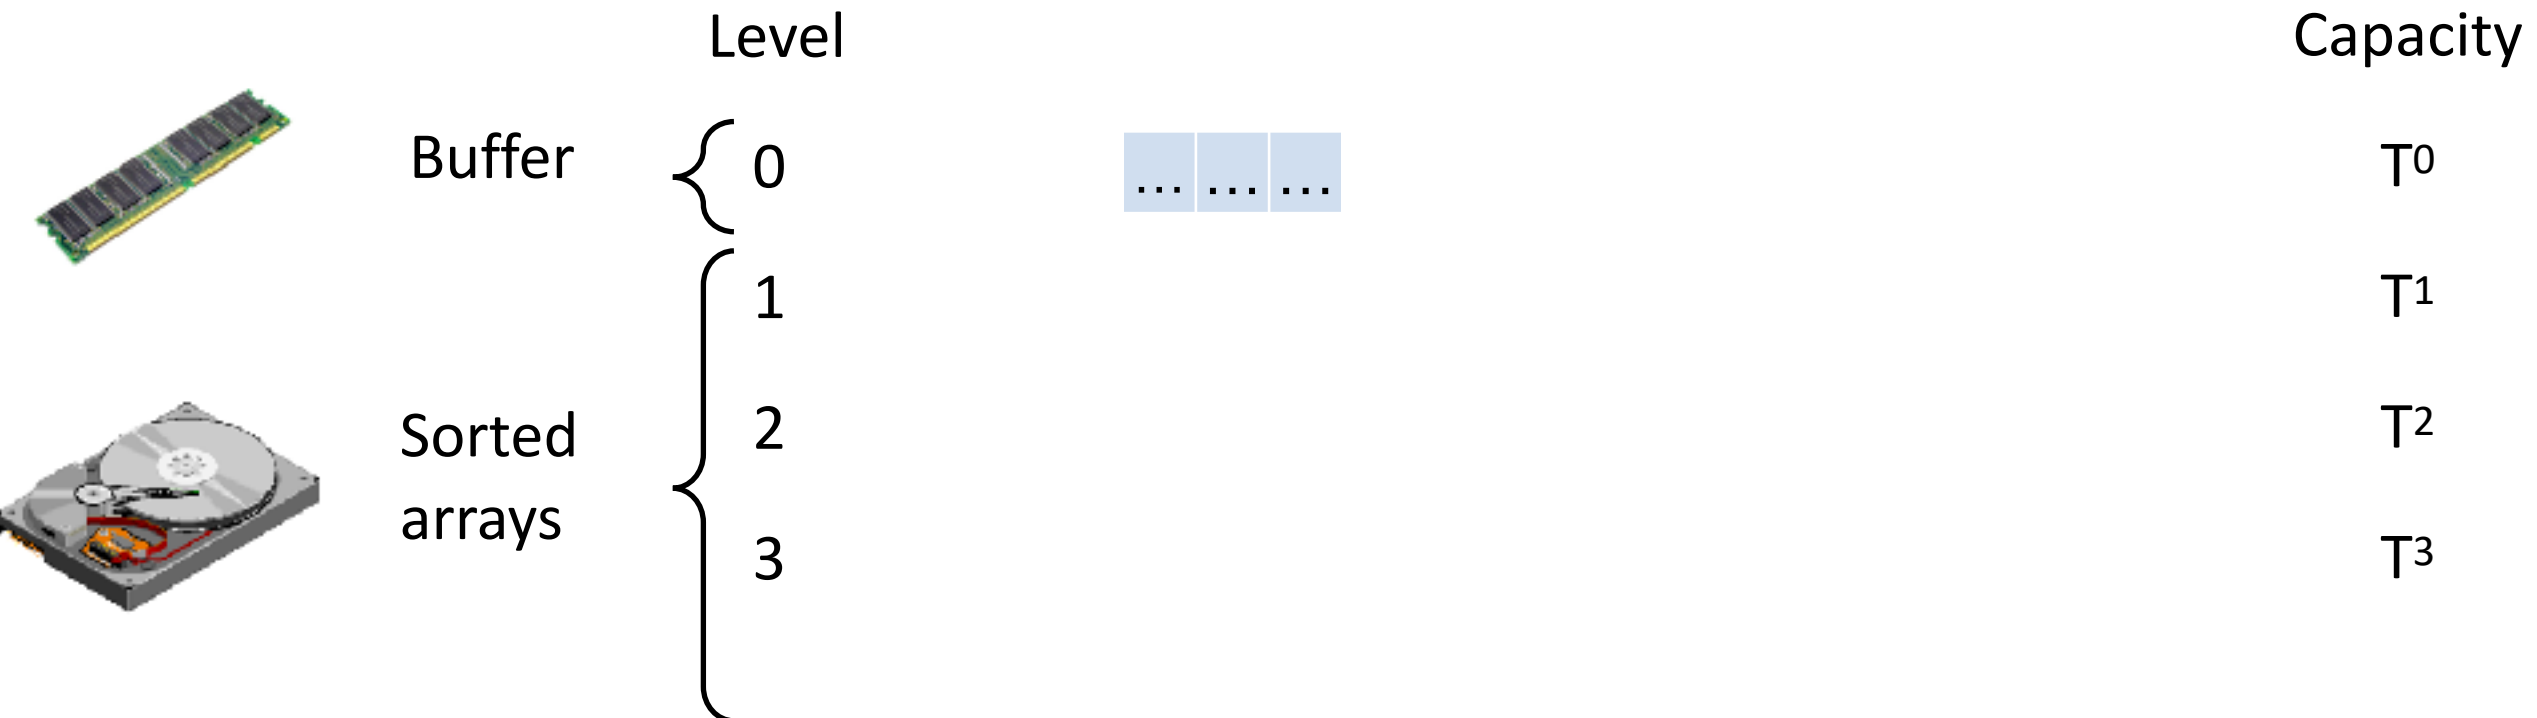 Level Capacity
Buffer 0 ... ... ... T⁰
1 T¹
Sorted arrays
2 T²
3 T³